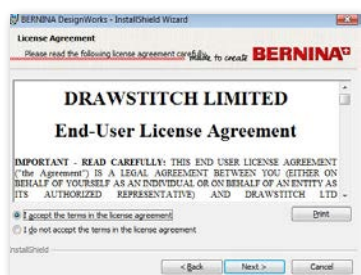 BERNINA DesignWorks - InstallShield Wizard
License Agreement
Please read the following license agreement carefully.
made to create BERNINA
DRAWSTITCH LIMITED
End-User License Agreement
IMPORTANT - READ CAREFULLY: THIS END USER LICENSE AGREEMENT
("the Agreement") IS A LEGAL AGREEMENT BETWEEN YOU (EITHER ON
BEHALF OF YOURSELF AS AN INDIVIDUAL OR ON BEHALF OF AN ENTITY AS
ITS AUTHORIZED REPRESENTATIVE) AND DRAWSTITCH LTD -
I accept the terms in the license agreement
Print
I do not accept the terms in the license agreement
InstallShield
< Back
Next >
Cancel